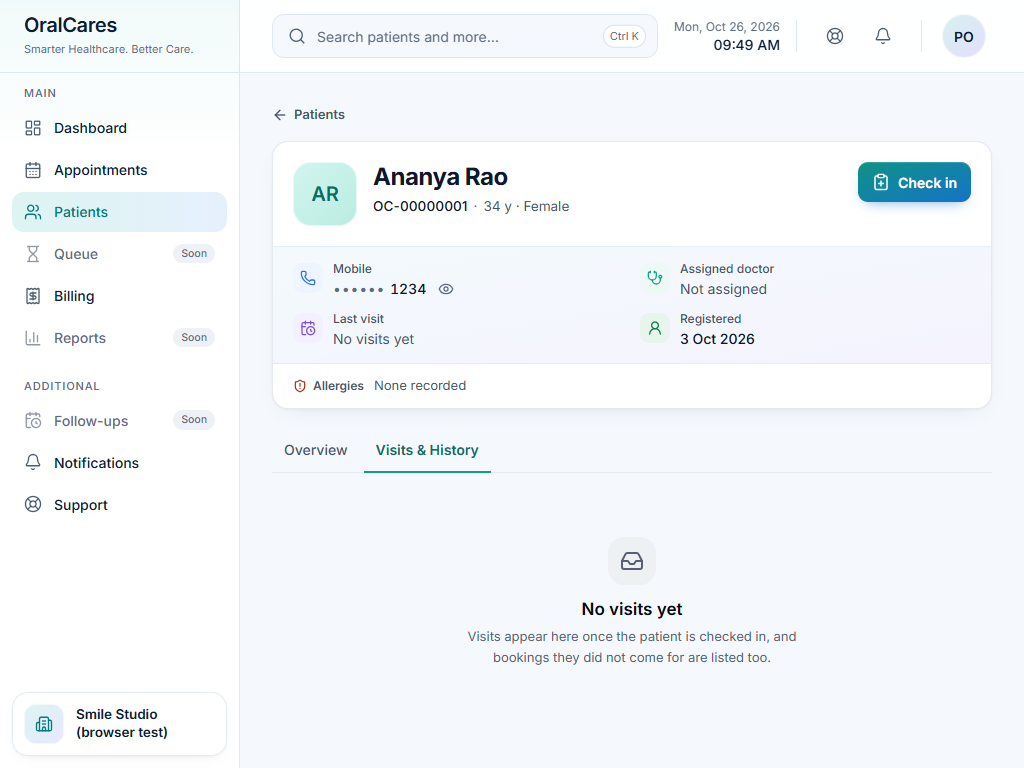 OralCares
Smarter Healthcare. Better Care.
MAIN
Dashboard
Appointments
Patients
Queue Soon
Billing
Reports Soon
ADDITIONAL
Follow-ups Soon
Notifications
Support
Smile Studio
(browser test)
Search patients and more... Ctrl K
Mon, Oct 26, 2026
09:49 AM
PO
Patients
AR
Ananya Rao
OC-00000001 · 34 y · Female
Check in
Mobile
•••••• 1234
Assigned doctor
Not assigned
Last visit
No visits yet
Registered
3 Oct 2026
Allergies None recorded
Overview Visits & History
No visits yet
Visits appear here once the patient is checked in, and
bookings they did not come for are listed too.